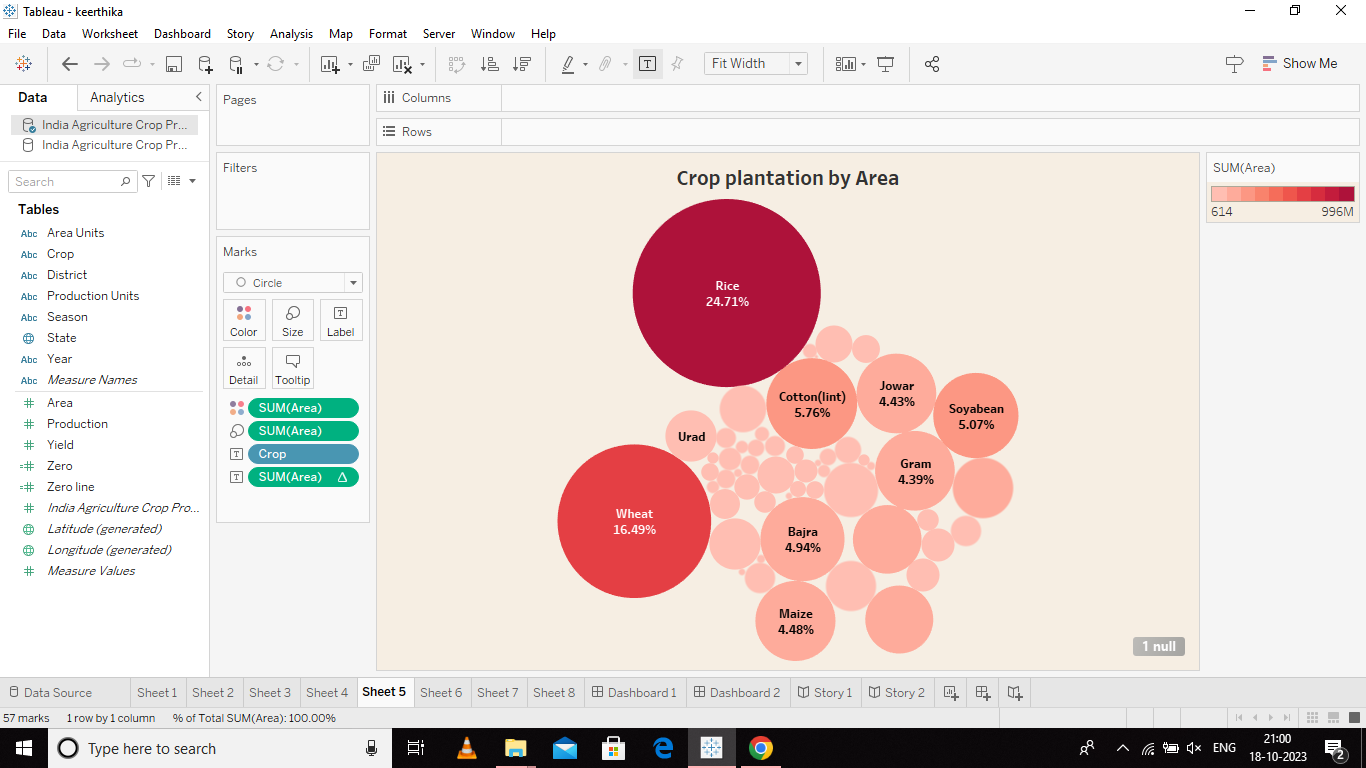 Tableau - keerthika
File Data Worksheet Dashboard Story Analysis Map Format Server Window Help
Fit Width
Show Me
Data Analytics
India Agriculture Crop Pr...
India Agriculture Crop Pr...
Search
Tables
Abc Area Units
Abc Crop
Abc District
Abc Production Units
Abc Season
State
Abc Year
Abc Measure Names
# Area
# Production
# Yield
=# Zero
=# Zero line
# India Agriculture Crop Pro...
Latitude (generated)
Longitude (generated)
# Measure Values
Pages
Filters
Marks
Circle
Color Size Label
Detail Tooltip
SUM(Area)
SUM(Area)
Crop
SUM(Area) △
Columns
Rows
Crop plantation by Area
Rice
24.71%
Cotton(lint)
5.76%
Jowar
4.43%
Soyabean
5.07%
Urad
Gram
4.39%
Wheat
16.49%
Bajra
4.94%
Maize
4.48%
1 null
SUM(Area)
614 996M
Data Source Sheet 1 Sheet 2 Sheet 3 Sheet 4 Sheet 5 Sheet 6 Sheet 7 Sheet 8 Dashboard 1 Dashboard 2 Story 1 Story 2
57 marks 1 row by 1 column % of Total SUM(Area): 100.00%
Type here to search
ENG
21:00
18-10-2023
2